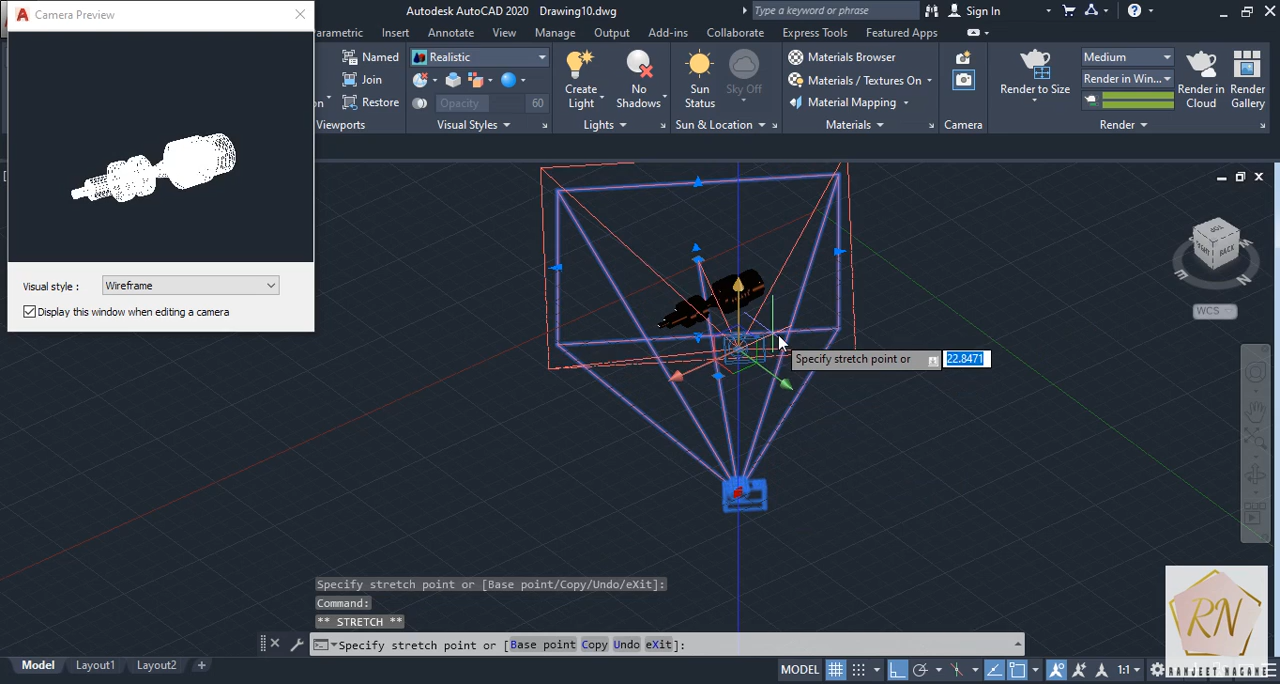 Camera Preview
Autodesk AutoCAD 2020 Drawing10.dwg
Type a keyword or phrase
Sign In
arametric Insert Annotate View Manage Output Add-ins Collaborate Express Tools Featured Apps
Named
Join
Restore
Viewports
Realistic
Opacity 60
Visual Styles
Create
Light
No
Shadows
Lights
Sun
Status
Sky Off
Sun & Location
Materials Browser
Materials / Textures On
Material Mapping
Materials
Camera
Render to Size
Medium
Render in Win...
Render in
Cloud
Render
Gallery
Render
Visual style :
Wireframe
Display this window when editing a camera
TOP
RIGHT
BACK
WCS
Specify stretch point or
22.8471
Specify stretch point or [Base point/Copy/Undo/eXit]:
Command:
** STRETCH **
Specify stretch point or [Base point Copy Undo eXit]:
Model Layout1 Layout2 +
MODEL
1:1
RN
RANJEET NAGANE